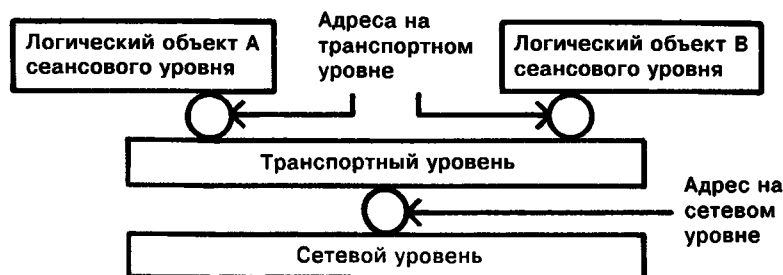 Логический объект А
сеансового уровня
Адреса на
транспортном
уровне
Логический объект В
сеансового уровня
Транспортный уровень
Адрес на
сетевом
уровне
Сетевой уровень